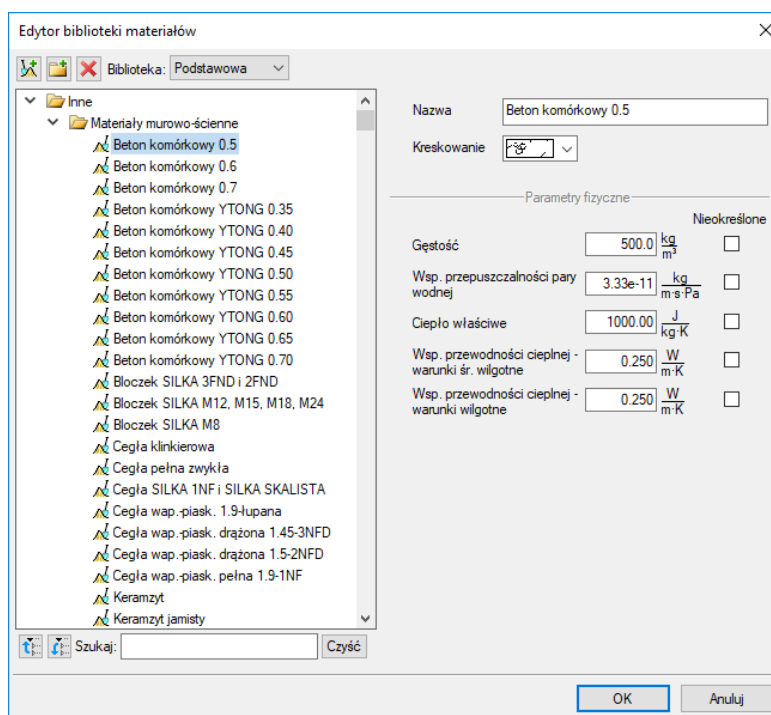 Edytor biblioteki materiałów
Biblioteka: Podstawowa
Inne
Materiały murowo-ścienne
Beton komórkowy 0.5
Beton komórkowy 0.6
Beton komórkowy 0.7
Beton komórkowy YTONG 0.35
Beton komórkowy YTONG 0.40
Beton komórkowy YTONG 0.45
Beton komórkowy YTONG 0.50
Beton komórkowy YTONG 0.55
Beton komórkowy YTONG 0.60
Beton komórkowy YTONG 0.65
Beton komórkowy YTONG 0.70
Bloczek SILKA 3FND i 2FND
Bloczek SILKA M12, M15, M18, M24
Bloczek SILKA M8
Cegła klinkierowa
Cegła pełna zwykła
Cegła SILKA 1NF i SILKA SKALISTA
Cegła wap.-piask. 1.9-łupana
Cegła wap.-piask. drążona 1.45-3NFD
Cegła wap.-piask. drążona 1.5-2NFD
Cegła wap.-piask. pełna 1.9-1NF
Keramzyt
Keramzyt jamisty
Szukaj: Czyść
Nazwa Beton komórkowy 0.5
Kreskowanie
Parametry fizyczne
Nieokreślone
Gęstość 500.0 kg/m³
Wsp. przepuszczalności pary
wodnej 3.33e-11 kg/m·s·Pa
Ciepło właściwe 1000.00 J/kg·K
Wsp. przewodności cieplnej -
warunki śr. wilgotne 0.250 W/m·K
Wsp. przewodności cieplnej -
warunki wilgotne 0.250 W/m·K
OK Anuluj